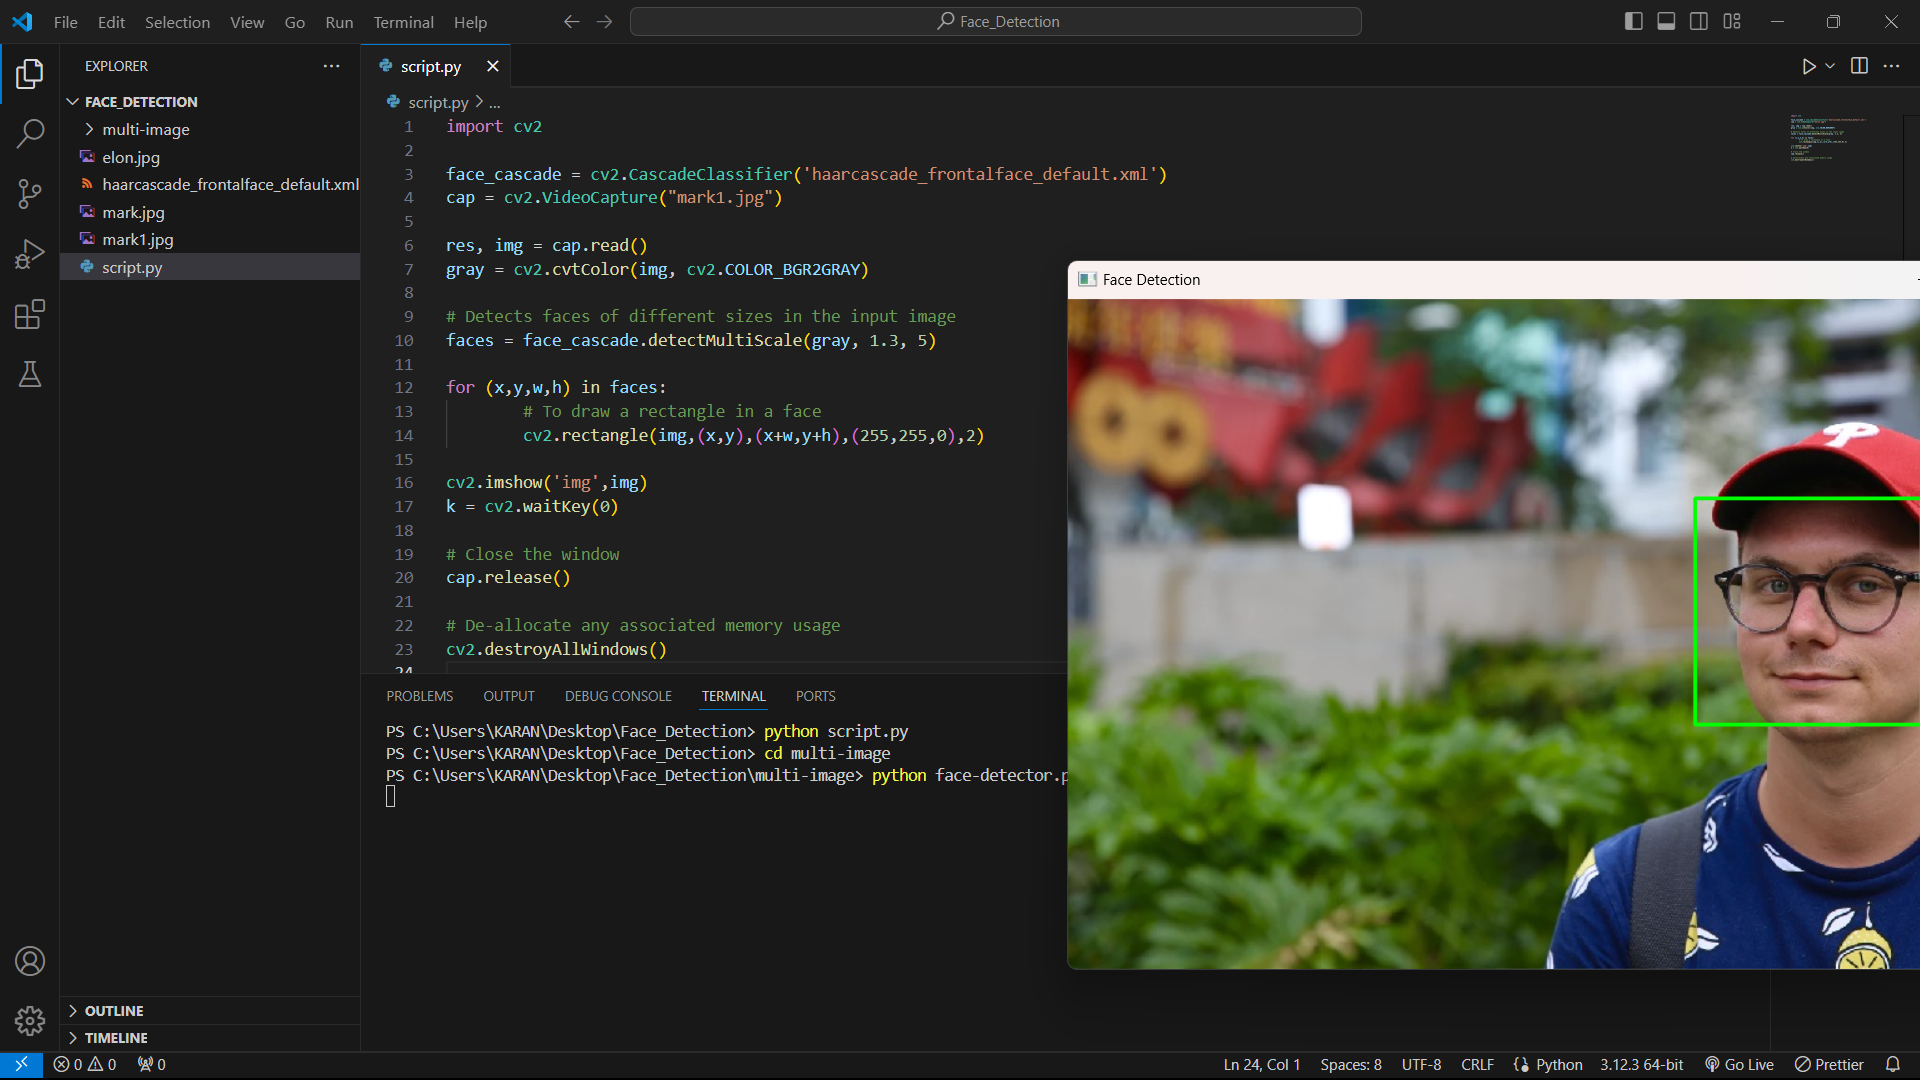 File Edit Selection View Go Run Terminal Help
Face_Detection
EXPLORER
FACE_DETECTION
multi-image
elon.jpg
haarcascade_frontalface_default.xml
mark.jpg
mark1.jpg
script.py
OUTLINE
TIMELINE
script.py
script.py > ...
1 import cv2
2
3 face_cascade = cv2.CascadeClassifier('haarcascade_frontalface_default.xml')
4 cap = cv2.VideoCapture("mark1.jpg")
5
6 res, img = cap.read()
7 gray = cv2.cvtColor(img, cv2.COLOR_BGR2GRAY)
8
9 # Detects faces of different sizes in the input image
10 faces = face_cascade.detectMultiScale(gray, 1.3, 5)
11
12 for (x,y,w,h) in faces:
13 # To draw a rectangle in a face
14 cv2.rectangle(img,(x,y),(x+w,y+h),(255,255,0),2)
15
16 cv2.imshow('img',img)
17 k = cv2.waitKey(0)
18
19 # Close the window
20 cap.release()
21
22 # De-allocate any associated memory usage
23 cv2.destroyAllWindows()
24
PROBLEMS OUTPUT DEBUG CONSOLE TERMINAL PORTS
PS C:\Users\KARAN\Desktop\Face_Detection> python script.py
PS C:\Users\KARAN\Desktop\Face_Detection> cd multi-image
PS C:\Users\KARAN\Desktop\Face_Detection\multi-image> python face-detector.p
Face Detection
P
0 0 0
Ln 24, Col 1 Spaces: 8 UTF-8 CRLF Python 3.12.3 64-bit Go Live Prettier